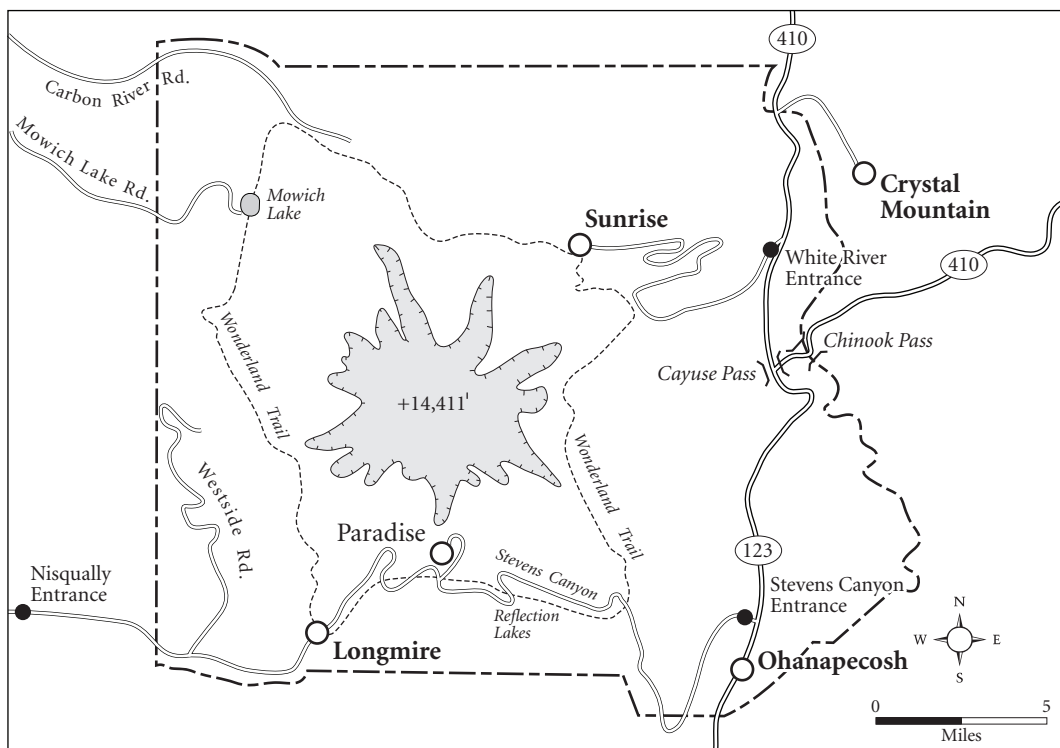 410
Carbon River Rd.
Mowich Lake Rd.
Mowich
Lake
Crystal
Mountain
Sunrise
White River
Entrance
410
Chinook Pass
Cayuse Pass
Wonderland Trail
+14,411'
Wonderland Trail
Westside Rd.
Paradise
123
Nisqually
Entrance
Stevens Canyon
Stevens Canyon
Entrance
Reflection
Lakes
Longmire
Ohanapecosh
N
W
E
S
0
5
Miles